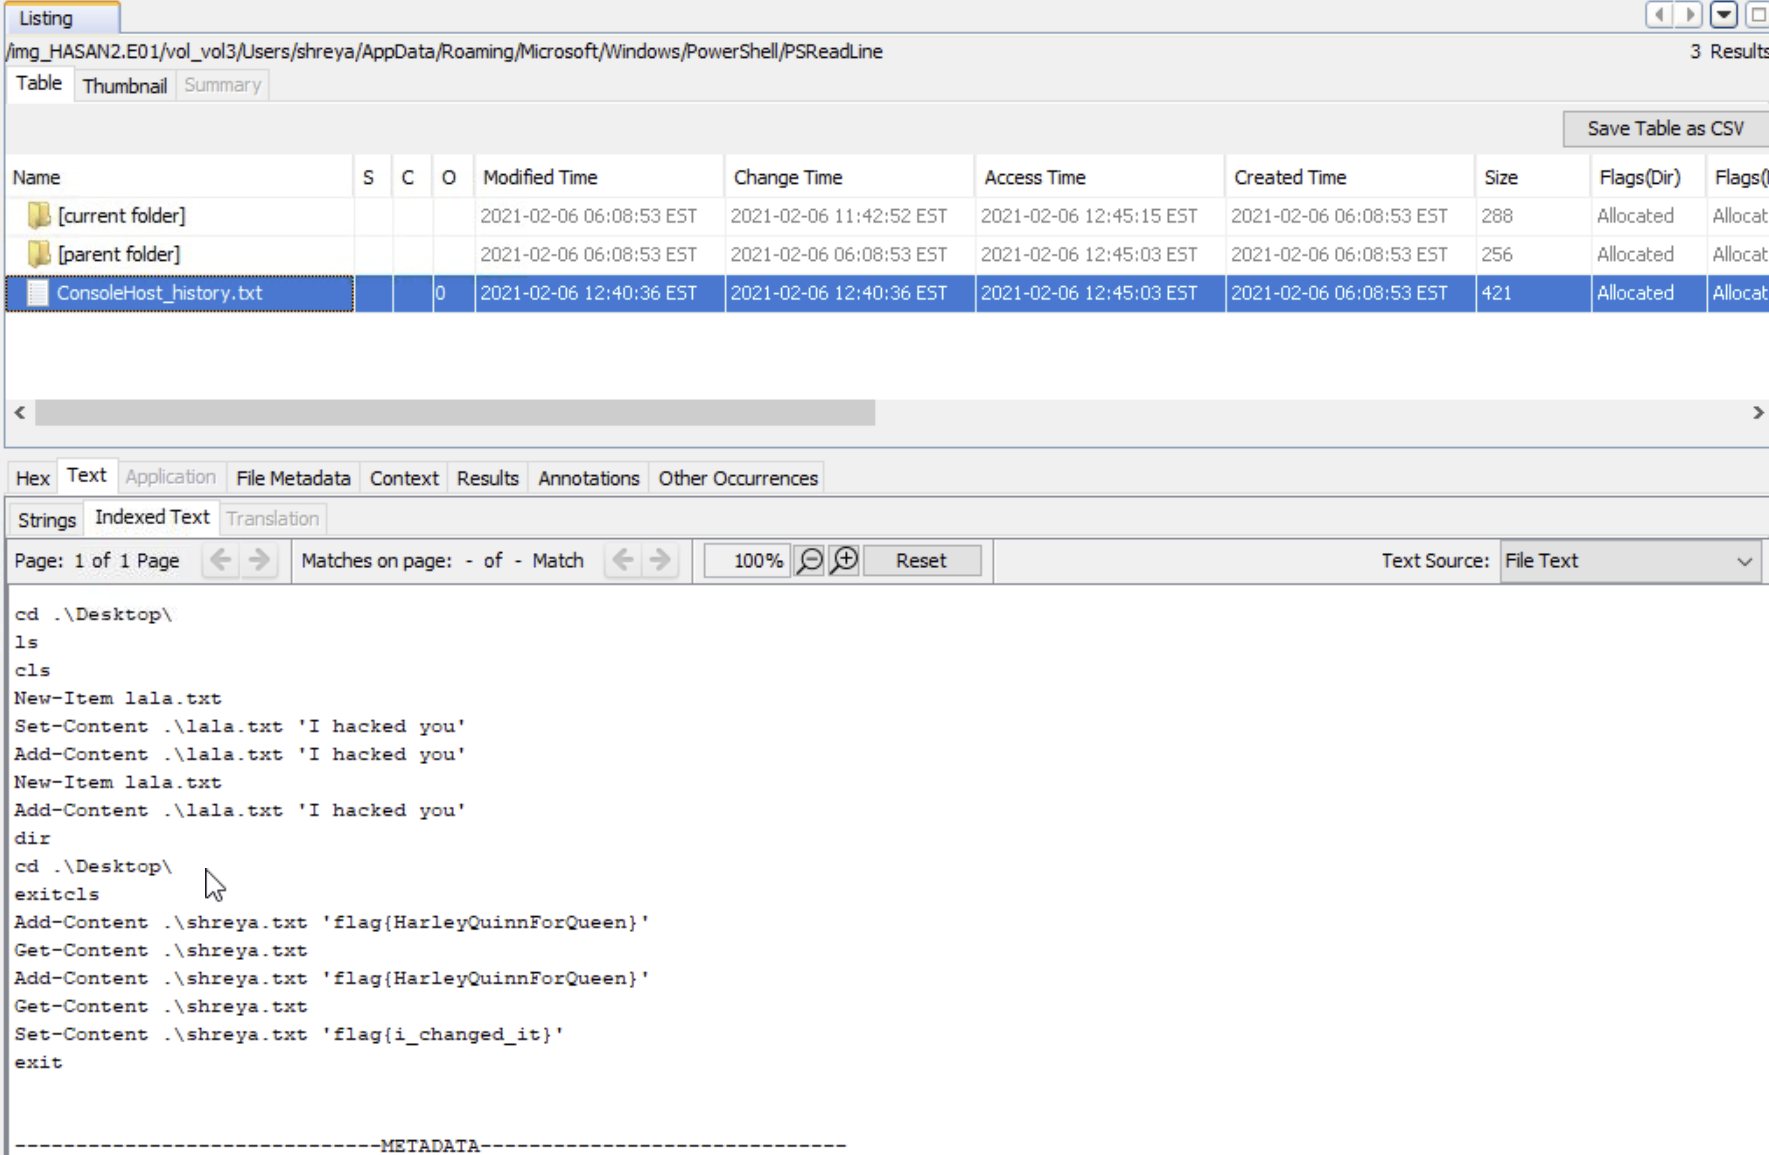 Listing
/img_HASAN2.E01/vol_vol3/Users/shreya/AppData/Roaming/Microsoft/Windows/PowerShell/PSReadLine 3 Results
Table Thumbnail Summary
Save Table as CSV
Name S C O Modified Time Change Time Access Time Created Time Size Flags(Dir) Flags(
[current folder] 2021-02-06 06:08:53 EST 2021-02-06 11:42:52 EST 2021-02-06 12:45:15 EST 2021-02-06 06:08:53 EST 288 Allocated Allocat
[parent folder] 2021-02-06 06:08:53 EST 2021-02-06 06:08:53 EST 2021-02-06 12:45:03 EST 2021-02-06 06:08:53 EST 256 Allocated Allocat
ConsoleHost_history.txt 0 2021-02-06 12:40:36 EST 2021-02-06 12:40:36 EST 2021-02-06 12:45:03 EST 2021-02-06 06:08:53 EST 421 Allocated Allocat
Hex Text Application File Metadata Context Results Annotations Other Occurrences
Strings Indexed Text Translation
Page: 1 of 1 Page Matches on page: - of - Match 100% Reset Text Source: File Text
cd .\Desktop\
ls
cls
New-Item lala.txt
Set-Content .\lala.txt 'I hacked you'
Add-Content .\lala.txt 'I hacked you'
New-Item lala.txt
Add-Content .\lala.txt 'I hacked you'
dir
cd .\Desktop\
exitcls
Add-Content .\shreya.txt 'flag{HarleyQuinnForQueen}'
Get-Content .\shreya.txt
Add-Content .\shreya.txt 'flag{HarleyQuinnForQueen}'
Get-Content .\shreya.txt
Set-Content .\shreya.txt 'flag{i_changed_it}'
exit
------------------------------METADATA------------------------------